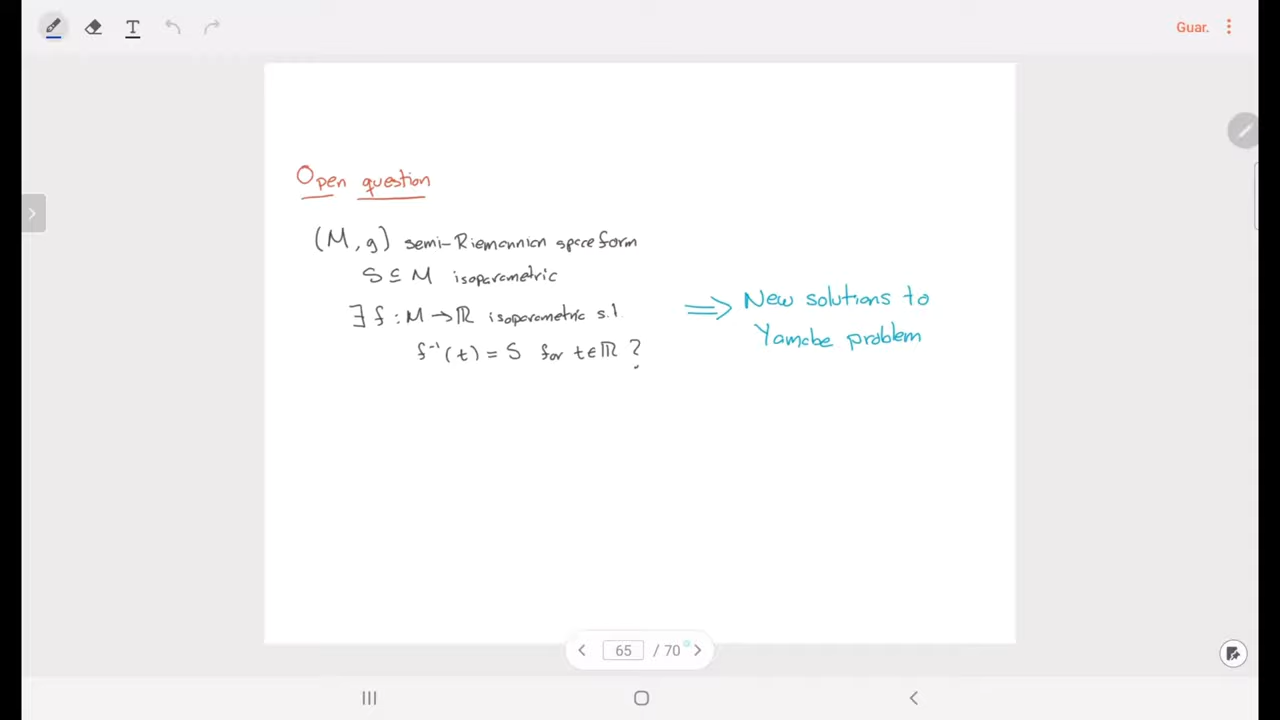 T
Guar.
Open question
(M, g) semi-Riemannian space form
S ⊆ M isoparametric
∃ f : M → ℝ isoparametric s.t.
f⁻¹(t) = S for t ∈ ℝ ?
⟹ New solutions to
Yamabe problem
65 / 70